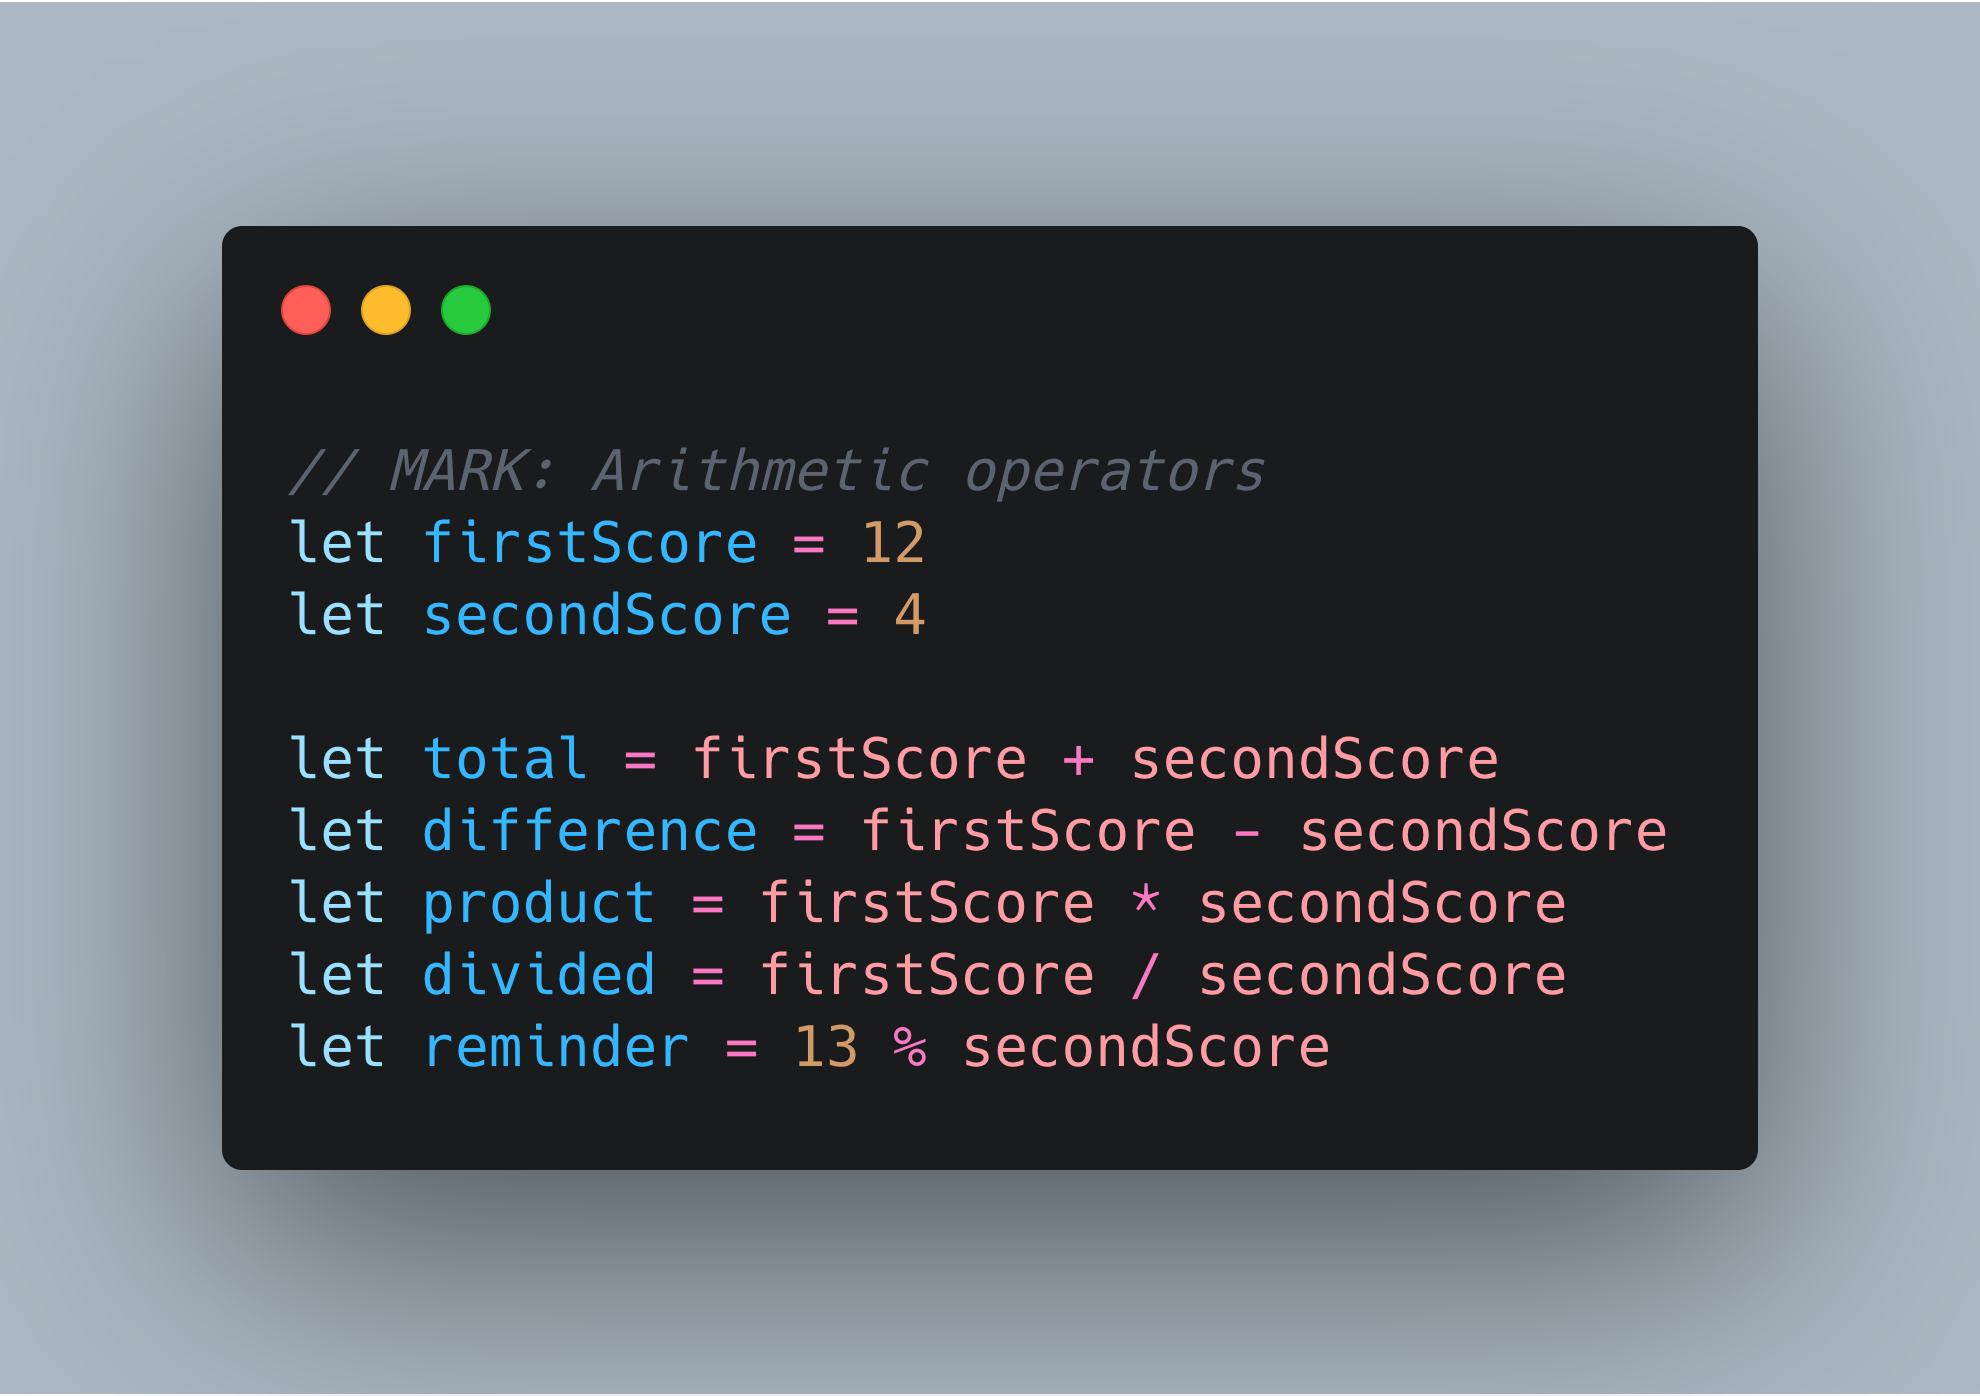 // MARK: Arithmetic operators
let firstScore = 12
let secondScore = 4
let total = firstScore + secondScore
let difference = firstScore - secondScore
let product = firstScore * secondScore
let divided = firstScore / secondScore
let reminder = 13 % secondScore